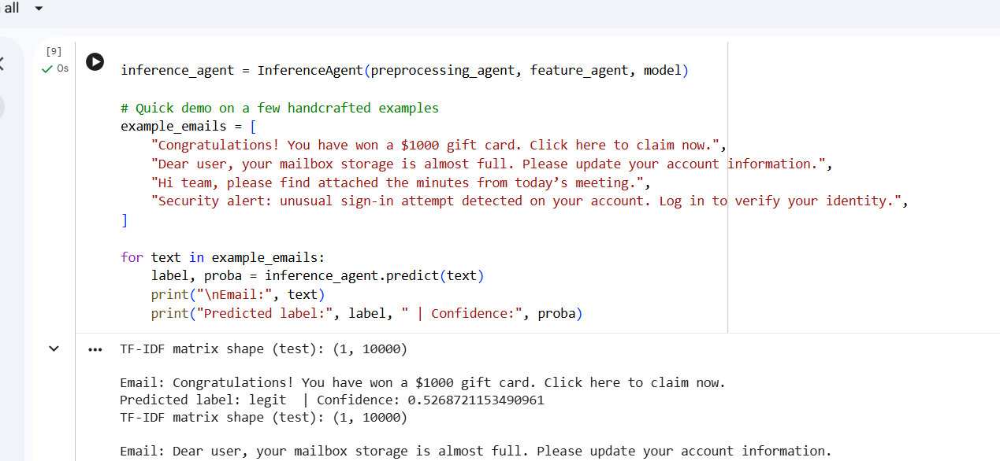 all
[9]
0s
inference_agent = InferenceAgent(preprocessing_agent, feature_agent, model)
# Quick demo on a few handcrafted examples
example_emails = [
    "Congratulations! You have won a $1000 gift card. Click here to claim now.",
    "Dear user, your mailbox storage is almost full. Please update your account information.",
    "Hi team, please find attached the minutes from today’s meeting.",
    "Security alert: unusual sign-in attempt detected on your account. Log in to verify your identity.",
]
for text in example_emails:
    label, proba = inference_agent.predict(text)
    print("\nEmail:", text)
    print("Predicted label:", label, " | Confidence:", proba)
TF-IDF matrix shape (test): (1, 10000)
Email: Congratulations! You have won a $1000 gift card. Click here to claim now.
Predicted label: legit  | Confidence: 0.5268721153490961
TF-IDF matrix shape (test): (1, 10000)
Email: Dear user, your mailbox storage is almost full. Please update your account information.